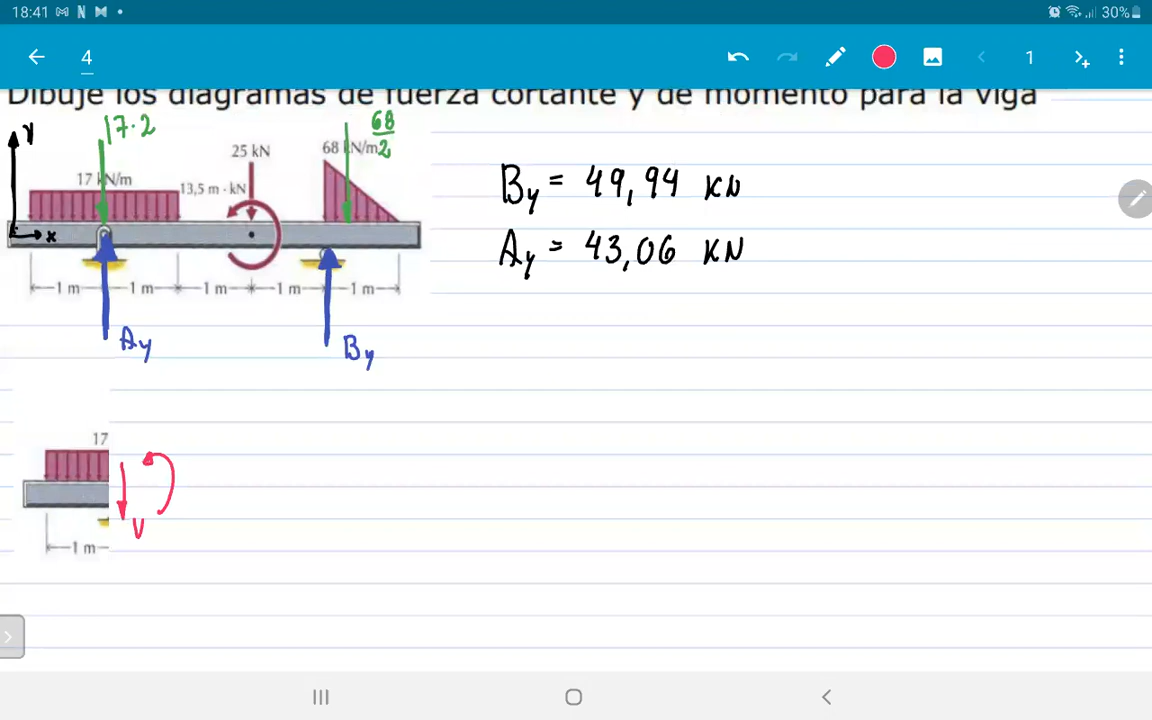 18:41
30%
4
1
Dibuje los diagramas de fuerza cortante y de momento para la viga
Y
17·2
68
2
25 kN
68 kN/m
17 kN/m
13,5 m · kN
x
By = 49,94 KN
Ay = 43,06 KN
1 m
1 m
1 m
1 m
1 m
Ay
By
17
V
1 m